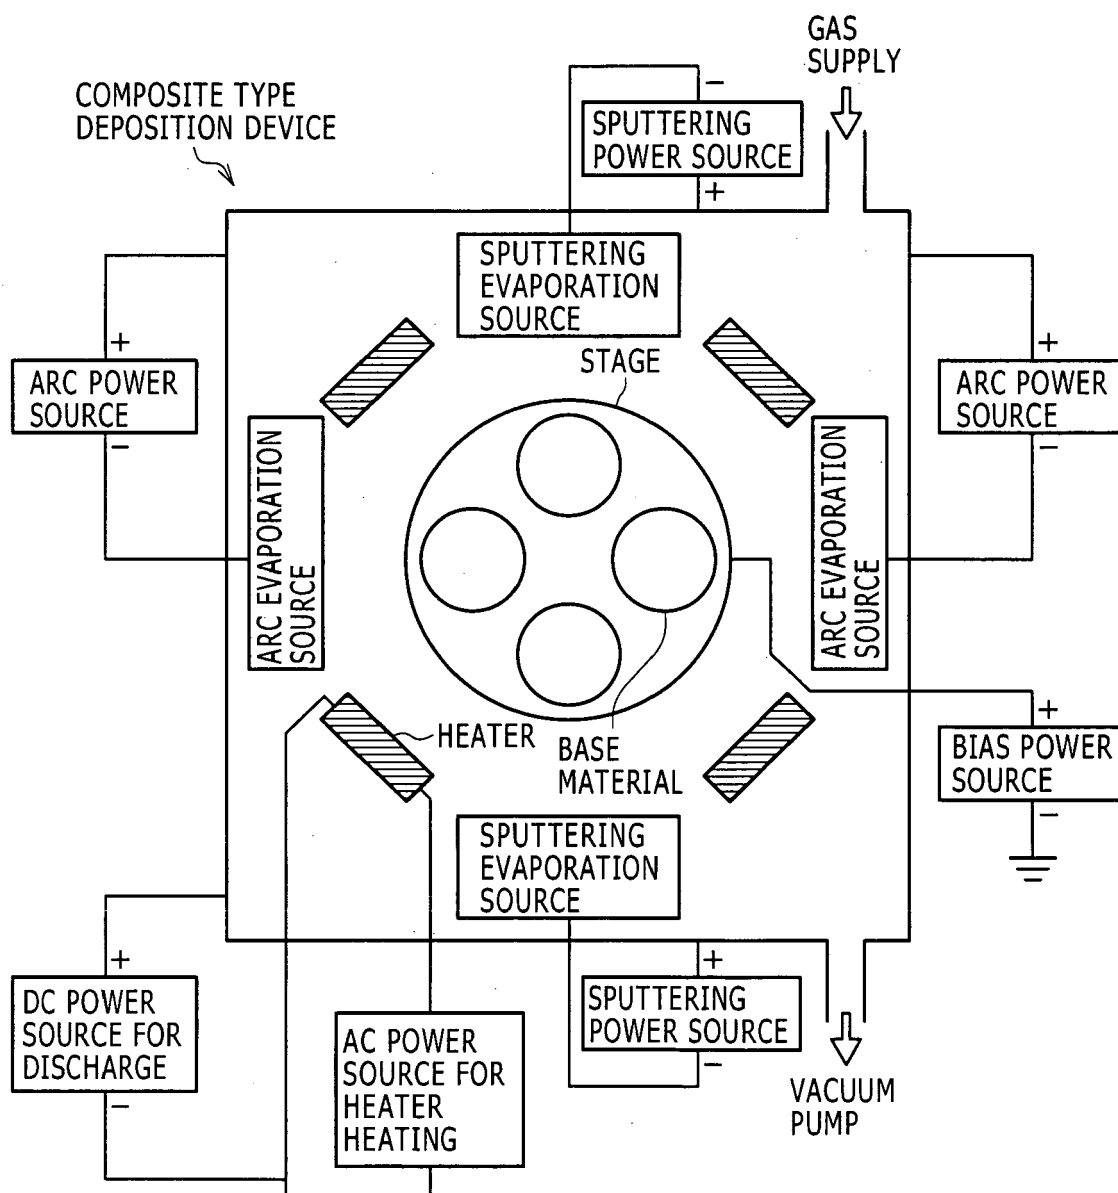 GAS
SUPPLY
COMPOSITE TYPE
DEPOSITION DEVICE
−
SPUTTERING
POWER SOURCE
+
SPUTTERING
EVAPORATION
SOURCE
+
ARC POWER
SOURCE
−
STAGE
+
ARC POWER
SOURCE
−
ARC EVAPORATION
SOURCE
ARC EVAPORATION
SOURCE
HEATER
BASE
MATERIAL
+
BIAS POWER
SOURCE
−
SPUTTERING
EVAPORATION
SOURCE
+
DC POWER
SOURCE FOR
DISCHARGE
−
AC POWER
SOURCE FOR
HEATER
HEATING
+
SPUTTERING
POWER SOURCE
−
VACUUM
PUMP